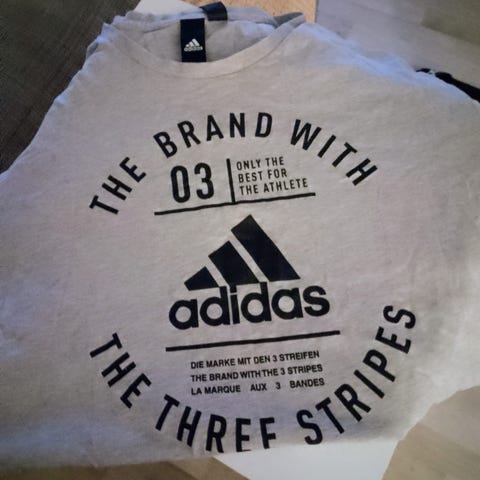 adidas
THE BRAND WITH
03
ONLY THE
BEST FOR
THE ATHLETE
adidas
DIE MARKE MIT DEN 3 STREIFEN
THE BRAND WITH THE 3 STRIPES
LA MARQUE AUX 3 BANDES
THE THREE STRIPES